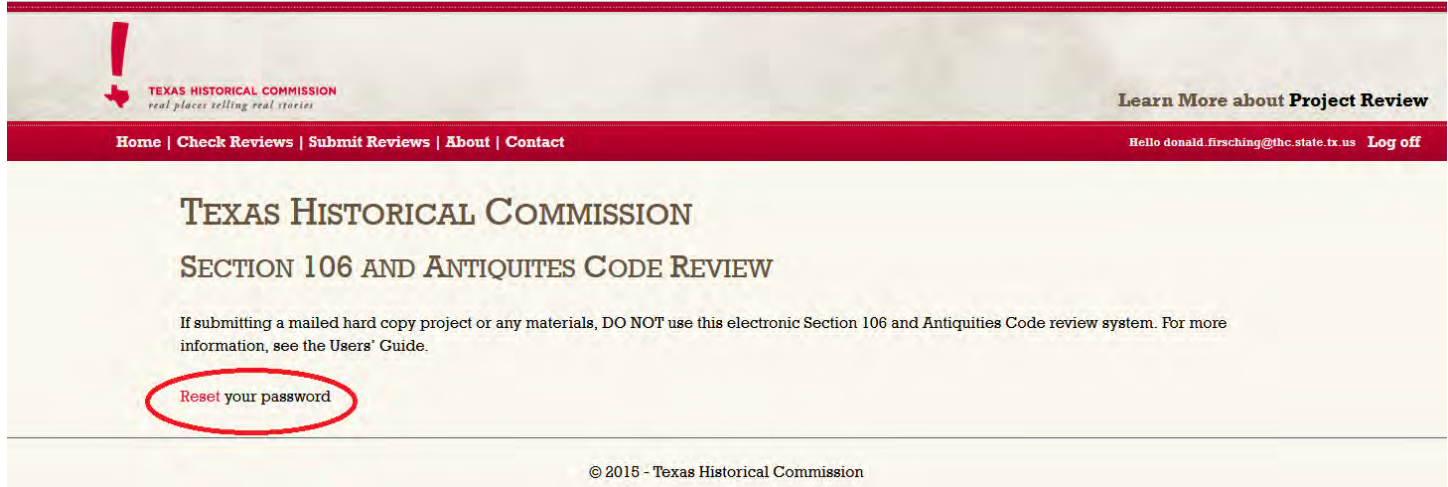 TEXAS HISTORICAL COMMISSION
real places telling real stories
Learn More about Project Review
Home | Check Reviews | Submit Reviews | About | Contact
Hello donald.firsching@thc.state.tx.us Log off
TEXAS HISTORICAL COMMISSION
SECTION 106 AND ANTIQUITES CODE REVIEW
If submitting a mailed hard copy project or any materials, DO NOT use this electronic Section 106 and Antiquities Code review system. For more
information, see the Users' Guide.
Reset your password
© 2015 - Texas Historical Commission